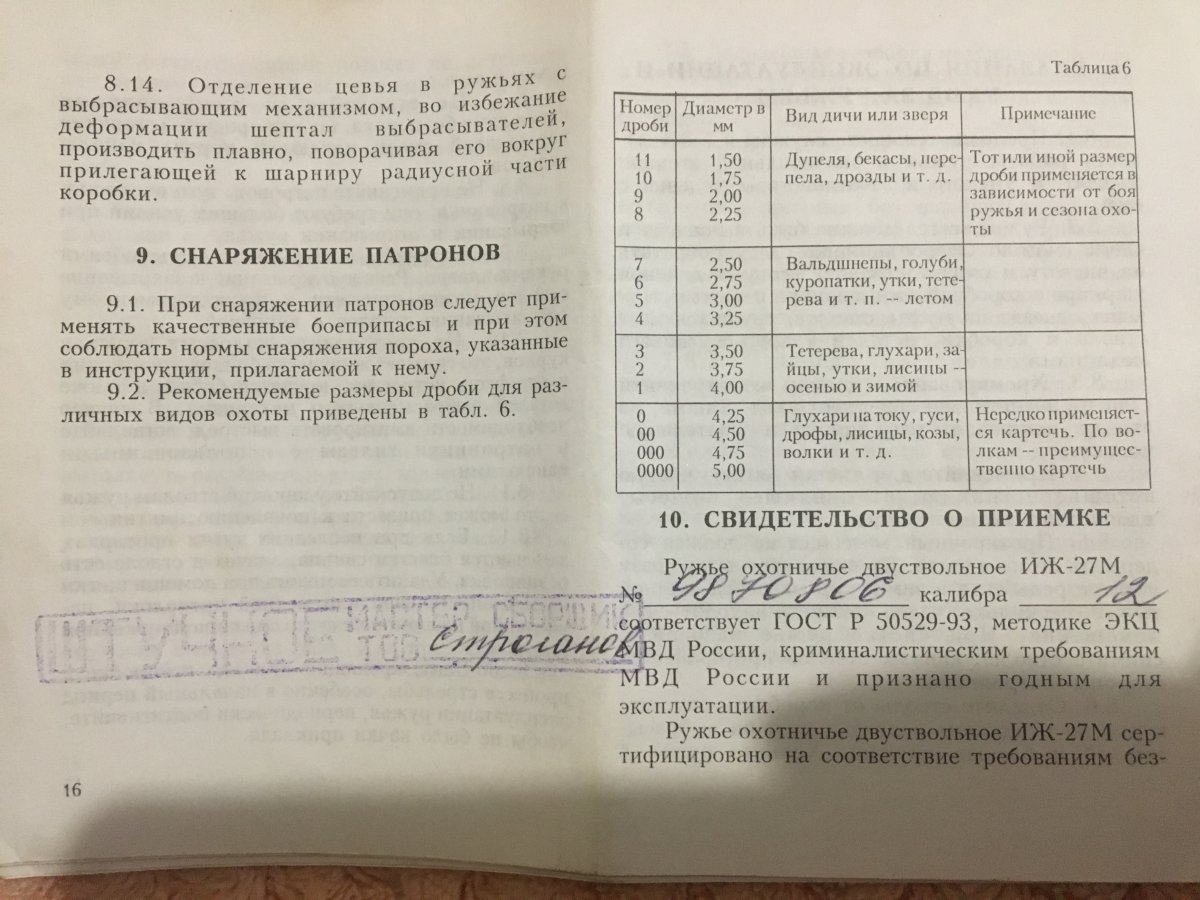 8.14. Отделение цевья в ружьях с
выбрасывающим механизмом, во избежание
деформации шептал выбрасывателей,
производить плавно, поворачивая его вокруг
прилегающей к шарниру радиусной части
коробки.
9. СНАРЯЖЕНИЕ ПАТРОНОВ
9.1. При снаряжении патронов следует при-
менять качественные боеприпасы и при этом
соблюдать нормы снаряжения пороха, указанные
в инструкции, прилагаемой к нему.
9.2. Рекомендуемые размеры дроби для раз-
личных видов охоты приведены в табл. 6.
Строганов
16
Таблица 6
Номер дроби Диаметр в мм Вид дичи или зверя Примечание
11 1,50 Дупеля, бекасы, пере- Тот или иной размер
10 1,75 пела, дрозды и т. д. дроби применяется в
9 2,00 зависимости от боя
8 2,25 ружья и сезона охо-
ты
7 2,50 Вальдшнепы, голуби,
6 2,75 куропатки, утки, тете-
5 3,00 рева и т. п. -- летом
4 3,25
3 3,50 Тетерева, глухари, за-
2 3,75 йцы, утки, лисицы --
1 4,00 осенью и зимой
0 4,25 Глухари на току, гуси, Нередко применяет-
00 4,50 дрофы, лисицы, козы, ся картечь. По во-
000 4,75 волки и т. д. лкам -- преимущес-
0000 5,00 твенно картечь
10. СВИДЕТЕЛЬСТВО О ПРИЕМКЕ
Ружье охотничье двуствольное ИЖ-27М
№ 9870806 калибра 12
соответствует ГОСТ Р 50529-93, методике ЭКЦ
МВД России, криминалистическим требованиям
МВД России и признано годным для
эксплуатации.
Ружье охотничье двуствольное ИЖ-27М сер-
тифицировано на соответствие требованиям без-